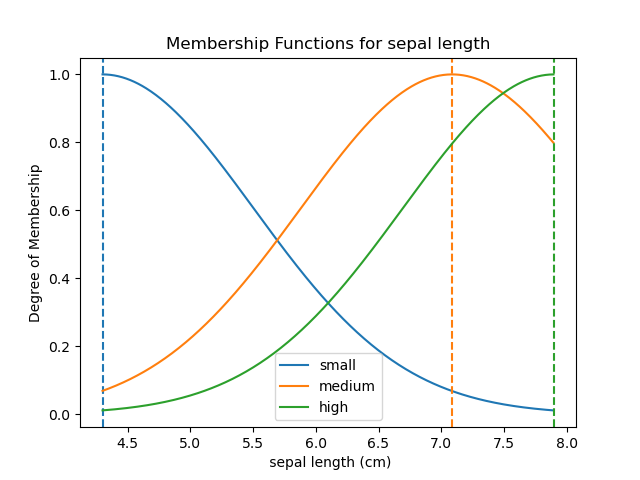 Membership Functions for sepal length
Degree of Membership
1.0
0.8
0.6
0.4
0.2
0.0
small
medium
high
4.5 5.0 5.5 6.0 6.5 7.0 7.5 8.0
sepal length (cm)